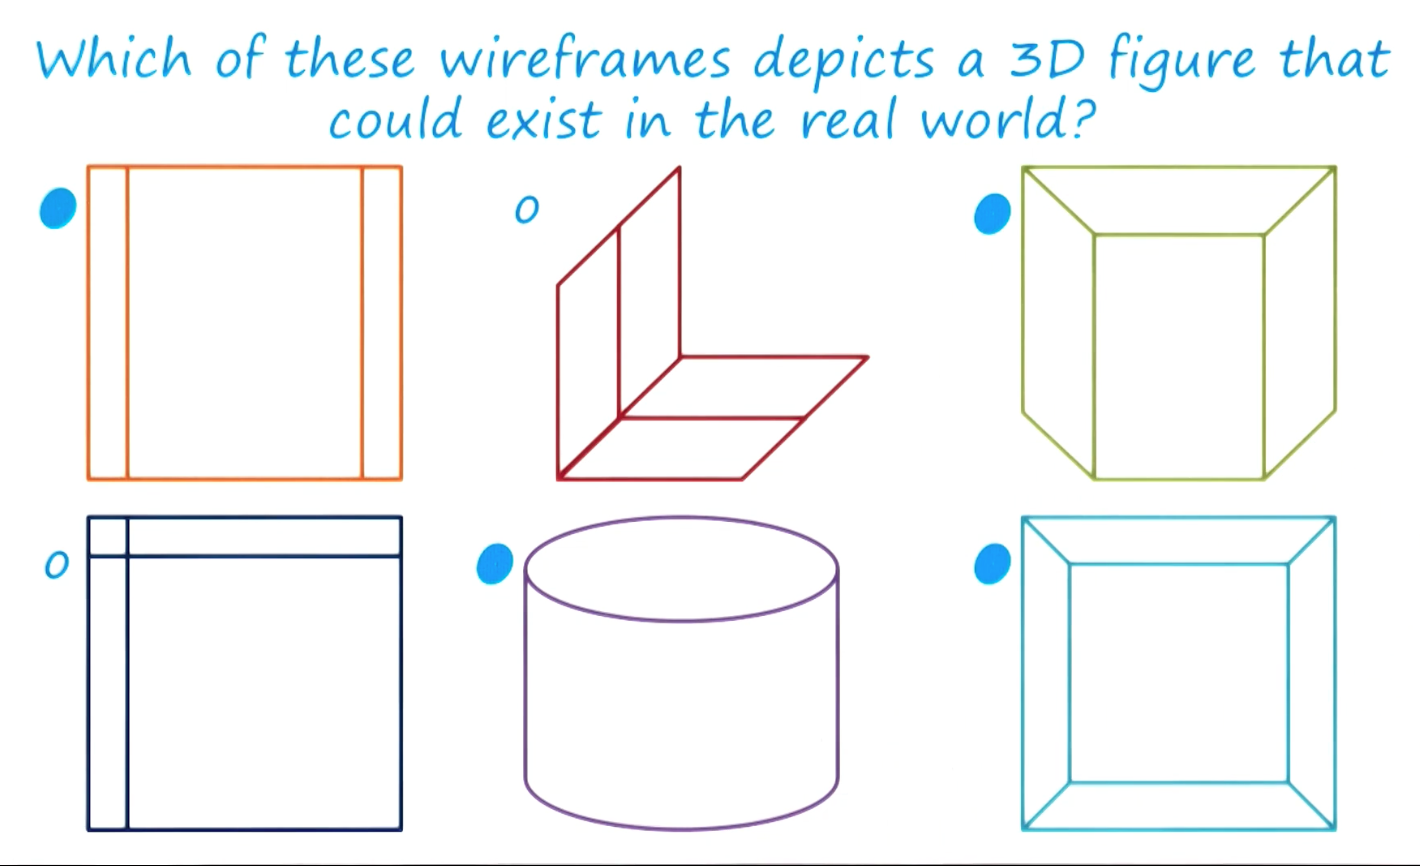 Which of these wireframes depicts a 3D figure that
could exist in the real world?